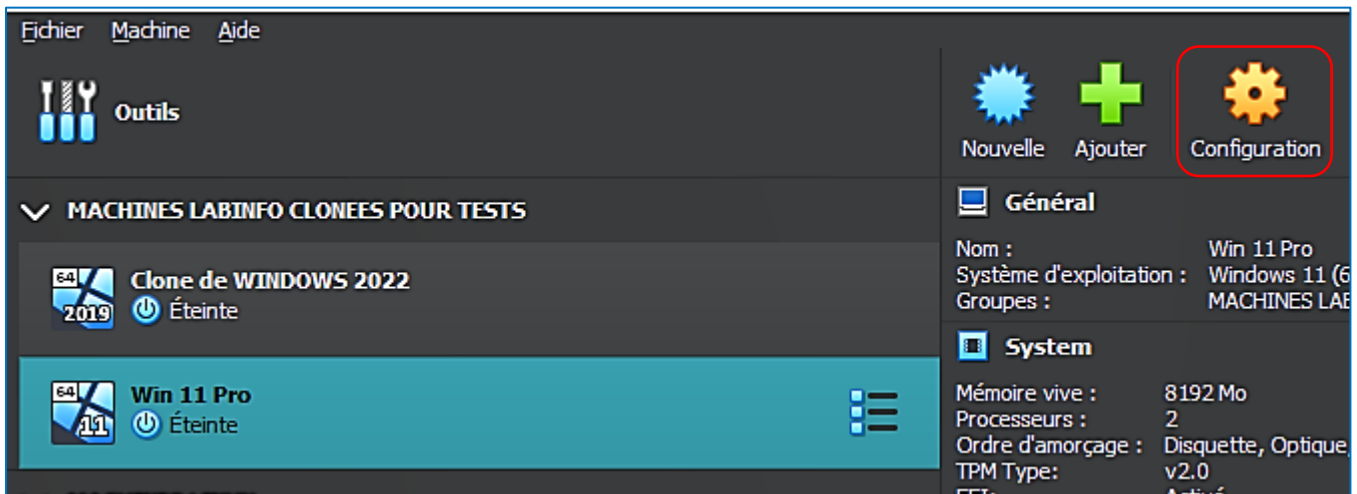 Fichier Machine Aide
Outils
Nouvelle Ajouter Configuration
MACHINES LABINFO CLONEES POUR TESTS
64
2019
Clone de WINDOWS 2022
Éteinte
64
11
Win 11 Pro
Éteinte
Général
Nom : Win 11 Pro
Système d'exploitation : Windows 11 (6
Groupes : MACHINES LAB
System
Mémoire vive : 8192 Mo
Processeurs : 2
Ordre d'amorçage : Disquette, Optique,
TPM Type: v2.0